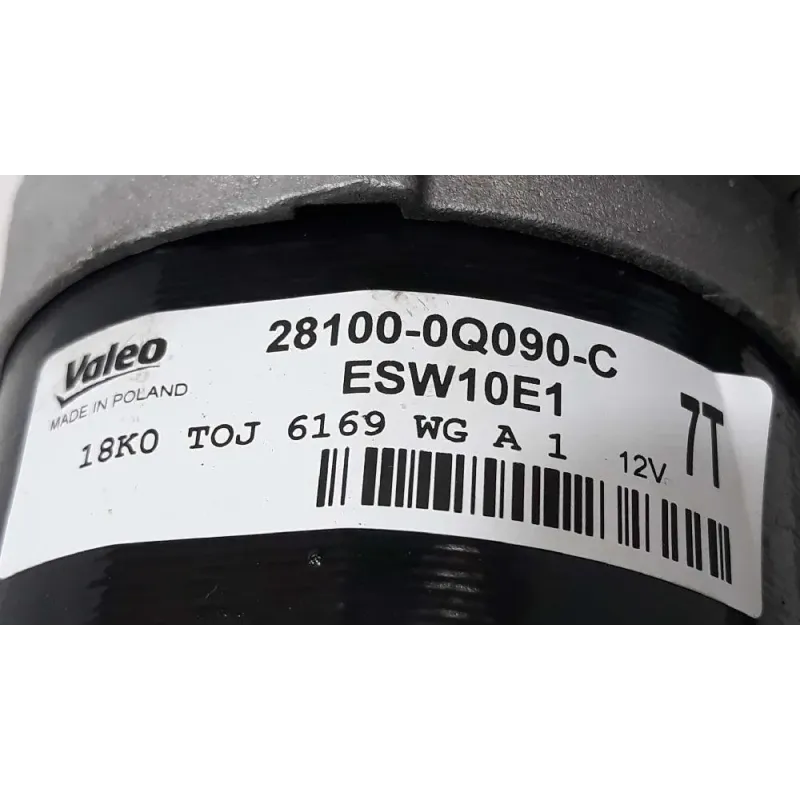 Valeo
MADE IN POLAND
28100-0Q090-C
ESW10E1
18K0 TOJ 6169 WG A 1
12V
7T